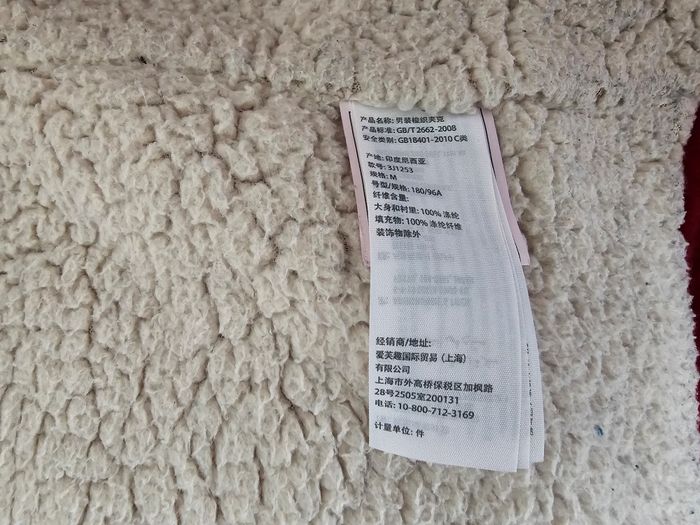 产品名称: 男装梭织夹克
产品标准: GB/T 2662-2008
安全类别: GB18401-2010 C类
产地: 印度尼西亚
款号: 3J1253
规格: M
号型/规格: 180/96A
纤维含量:
大身和衬里: 100% 涤纶
填充物: 100% 涤纶纤维
装饰物除外
经销商/地址:
爱芙趣国际贸易 (上海)
有限公司
上海市外高桥保税区加枫路
28号2505室200131
电话: 10-800-712-3169
计量单位: 件